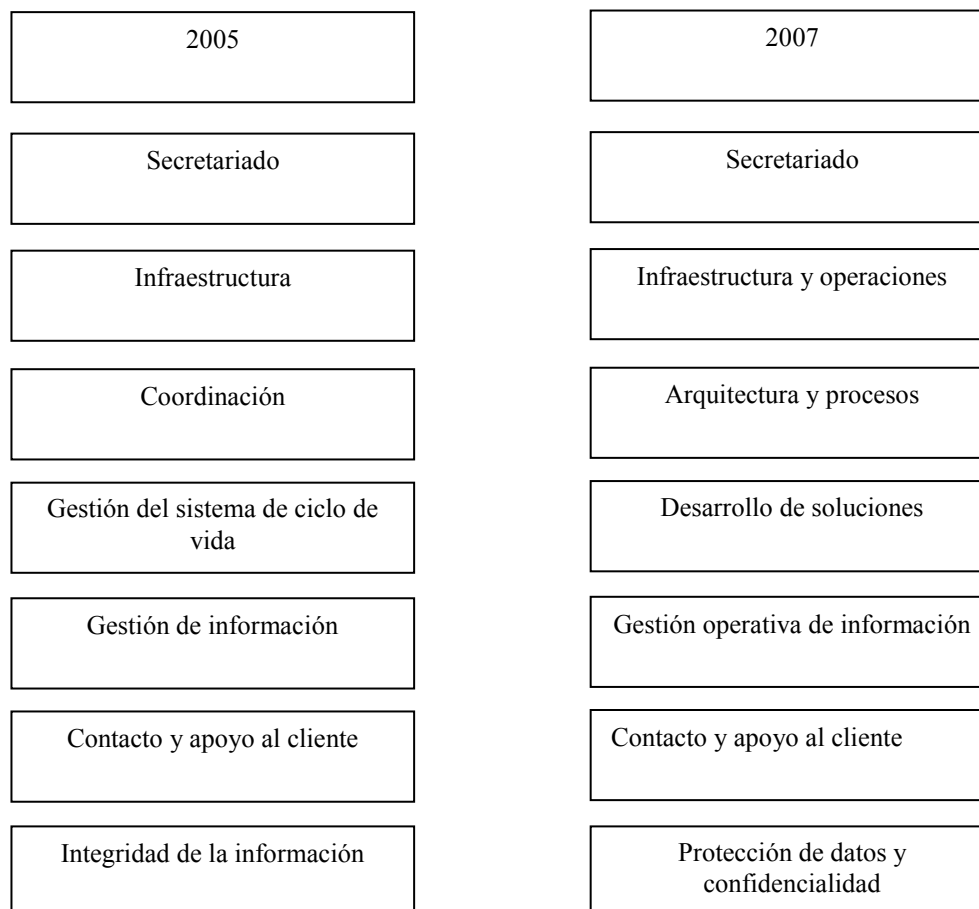 2005
2007
Secretariado
Secretariado
Infraestructura
Infraestructura y operaciones
Coordinación
Arquitectura y procesos
Gestión del sistema de ciclo de
vida
Desarrollo de soluciones
Gestión de información
Gestión operativa de información
Contacto y apoyo al cliente
Contacto y apoyo al cliente
Integridad de la información
Protección de datos y
confidencialidad